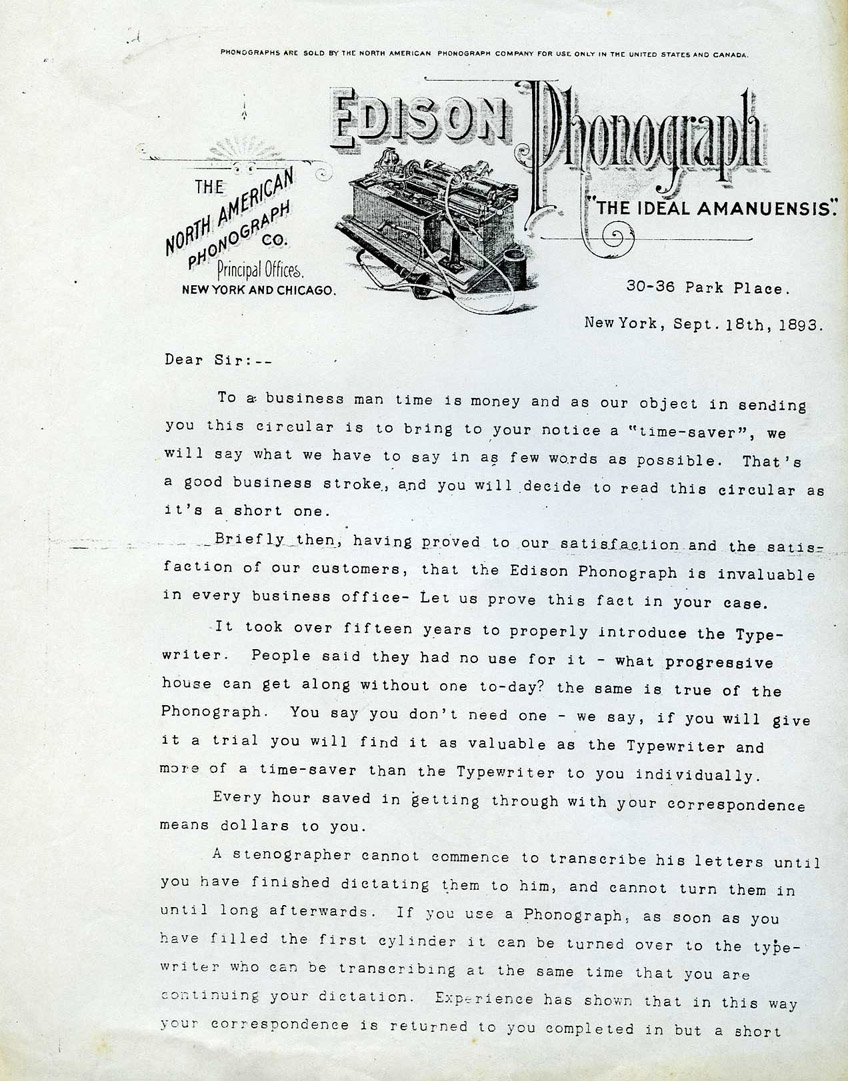 PHONOGRAPHS ARE SOLD BY THE NORTH AMERICAN PHONOGRAPH COMPANY FOR USE ONLY IN THE UNITED STATES AND CANADA.
EDISON Phonograph
"THE IDEAL AMANUENSIS".
THE
NORTH AMERICAN
PHONOGRAPH
CO.
Principal Offices,
NEW YORK AND CHICAGO.
30-36 Park Place.
New York, Sept. 18th, 1893.
Dear Sir:--
To a business man time is money and as our object in sending
you this circular is to bring to your notice a "time-saver", we
will say what we have to say in as few words as possible. That's
a good business stroke, and you will decide to read this circular as
it's a short one.
Briefly then, having proved to our satisfaction and the satis-
faction of our customers, that the Edison Phonograph is invaluable
in every business office- Let us prove this fact in your case.
It took over fifteen years to properly introduce the Type-
writer. People said they had no use for it - what progressive
house can get along without one to-day? the same is true of the
Phonograph. You say you don't need one - we say, if you will give
it a trial you will find it as valuable as the Typewriter and
more of a time-saver than the Typewriter to you individually.
Every hour saved in getting through with your correspondence
means dollars to you.
A stenographer cannot commence to transcribe his letters until
you have finished dictating them to him, and cannot turn them in
until long afterwards. If you use a Phonograph, as soon as you
have filled the first cylinder it can be turned over to the type-
writer who can be transcribing at the same time that you are
continuing your dictation. Experience has shown that in this way
your correspondence is returned to you completed in but a short